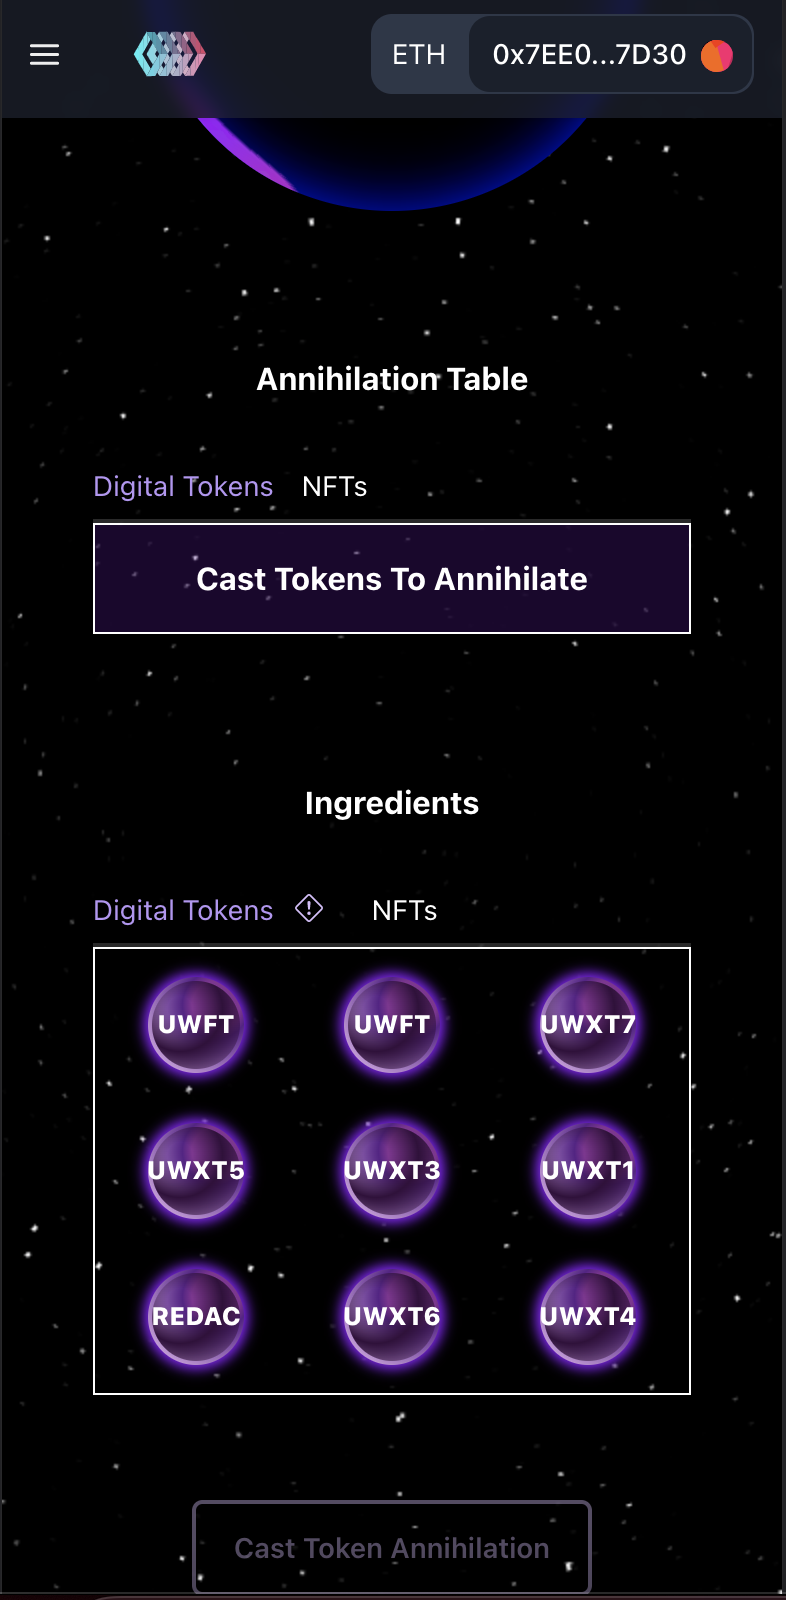 ETH 0x7EE0...7D30
Annihilation Table
Digital Tokens NFTs
Cast Tokens To Annihilate
Ingredients
Digital Tokens NFTs
UWFT UWFT UWXT7
UWXT5 UWXT3 UWXT1
REDAC UWXT6 UWXT4
Cast Token Annihilation